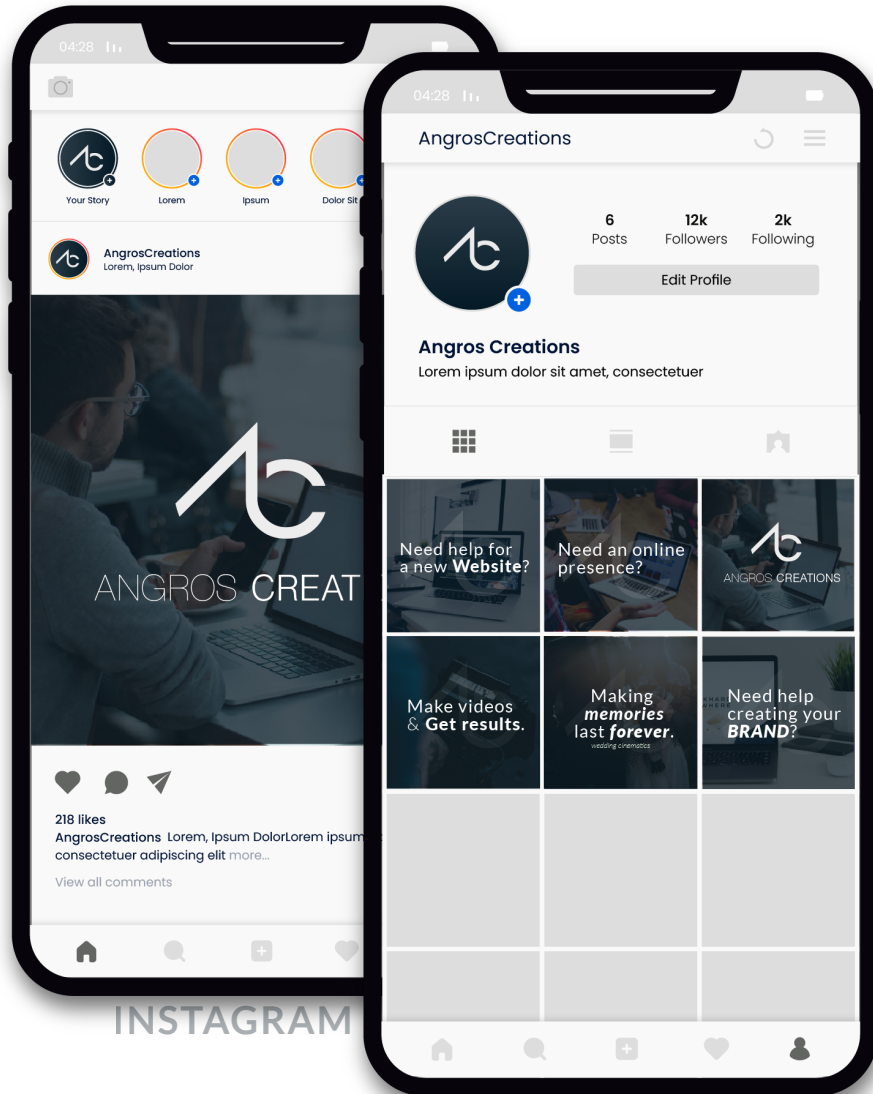 04:28
Your Story
Lorem
Ipsum
Dolor Sit
AngrosCreations
Lorem, Ipsum Dolor
AC
ANGROS CREAT
218 likes
AngrosCreations Lorem, Ipsum DolorLorem ipsum
consectetuer adipiscing elit more...
View all comments
INSTAGRAM
04:28
AngrosCreations
6
12k
2k
Posts
Followers
Following
Edit Profile
Angros Creations
Lorem ipsum dolor sit amet, consectetuer
Need help for
a new Website?
Need an online
presence?
AC
ANGROS CREATIONS
Make videos
& Get results.
Making
memories
last forever.
wedding cinematics
Need help
creating your
BRAND?